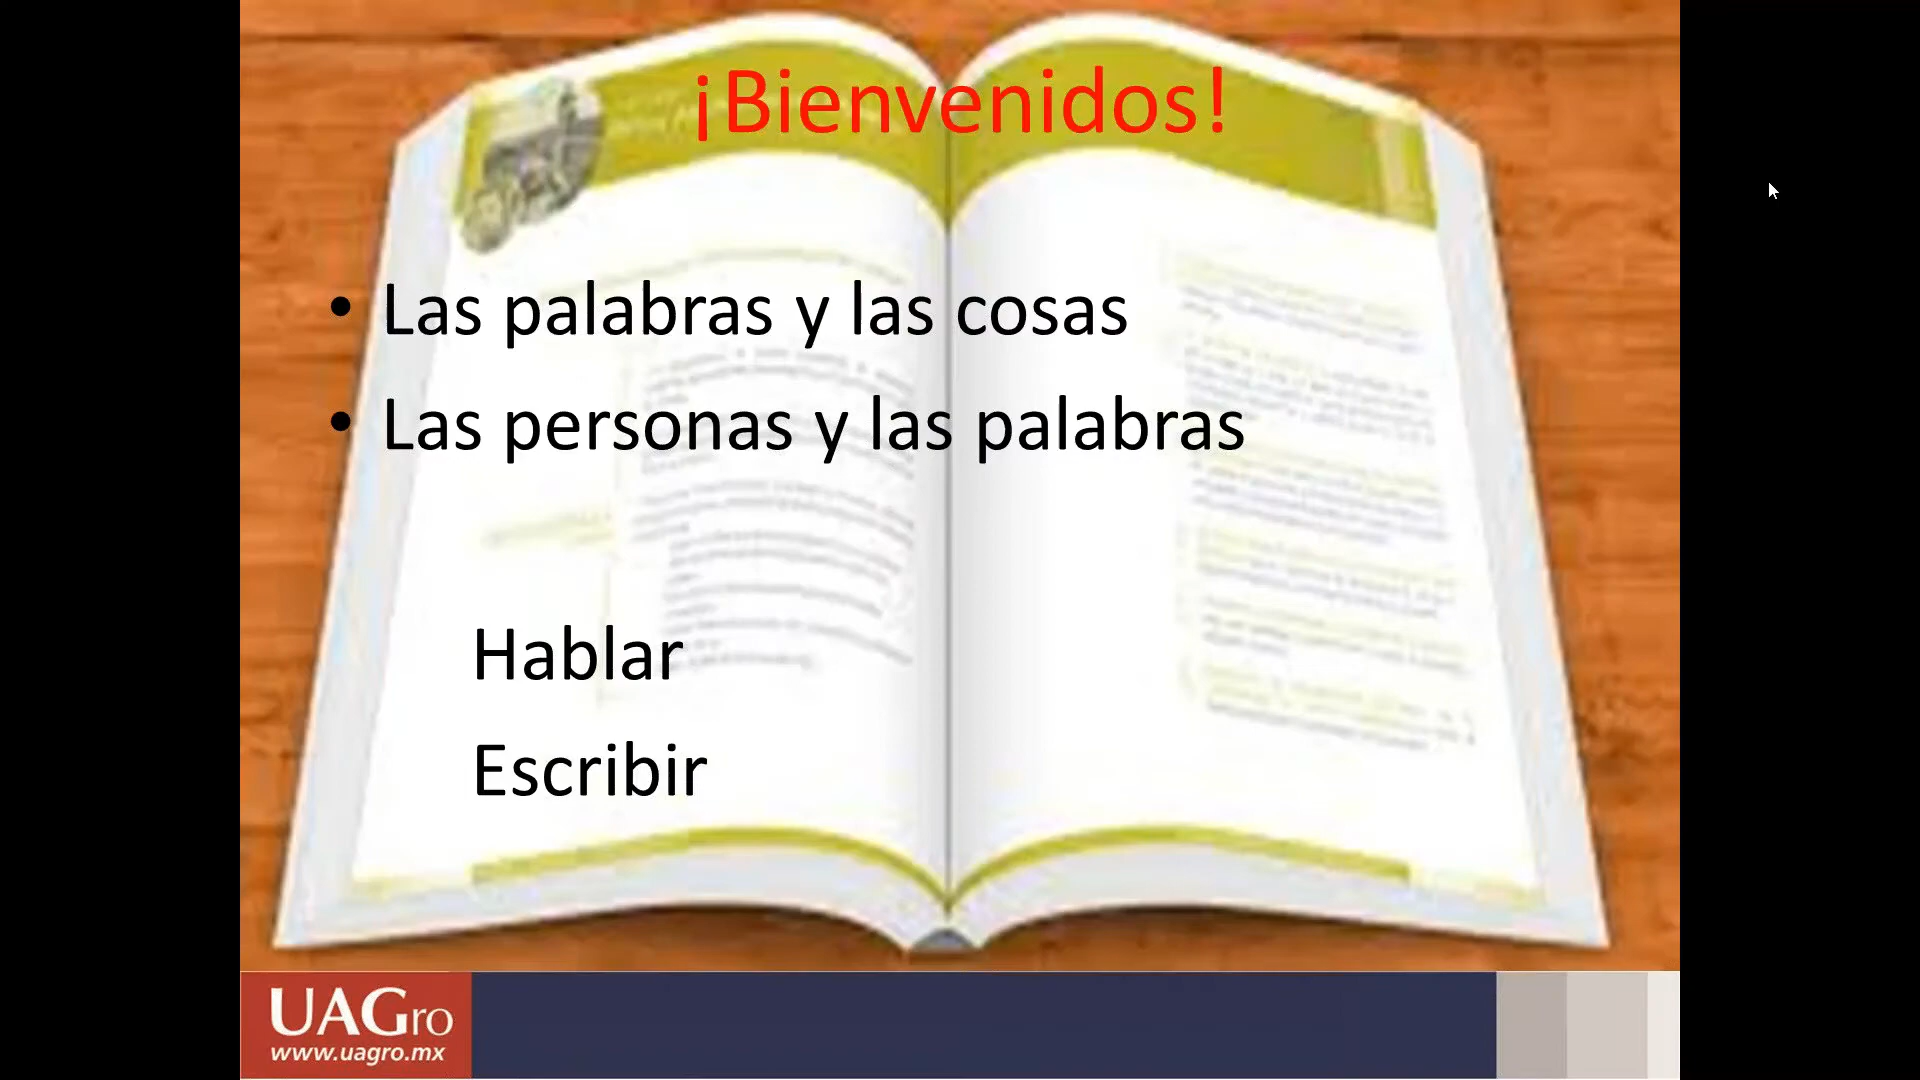 ¡Bienvenidos!
• Las palabras y las cosas
• Las personas y las palabras
Hablar
Escribir
UAGro
www.uagro.mx